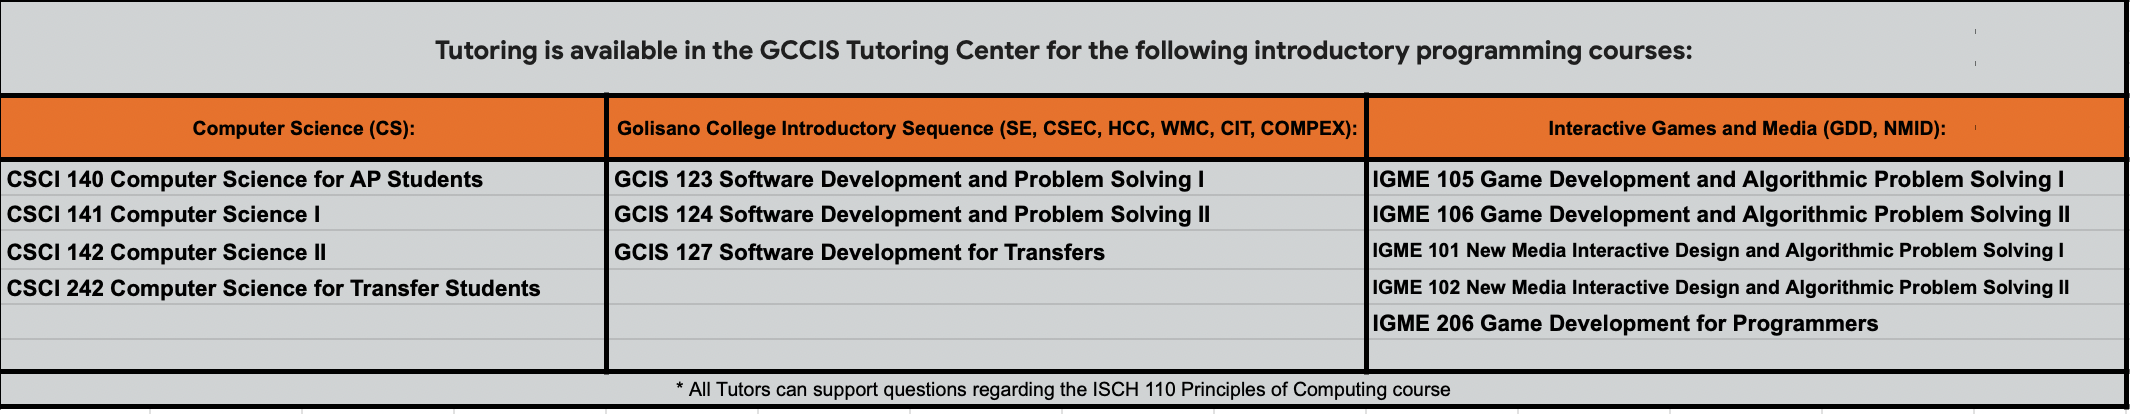 Tutoring is available in the GCCIS Tutoring Center for the following introductory programming courses:
Computer Science (CS):
Golisano College Introductory Sequence (SE, CSEC, HCC, WMC, CIT, COMPEX):
Interactive Games and Media (GDD, NMID):
CSCI 140 Computer Science for AP Students
GCIS 123 Software Development and Problem Solving I
IGME 105 Game Development and Algorithmic Problem Solving I
CSCI 141 Computer Science I
GCIS 124 Software Development and Problem Solving II
IGME 106 Game Development and Algorithmic Problem Solving II
CSCI 142 Computer Science II
GCIS 127 Software Development for Transfers
IGME 101 New Media Interactive Design and Algorithmic Problem Solving I
CSCI 242 Computer Science for Transfer Students
IGME 102 New Media Interactive Design and Algorithmic Problem Solving II
IGME 206 Game Development for Programmers
* All Tutors can support questions regarding the ISCH 110 Principles of Computing course